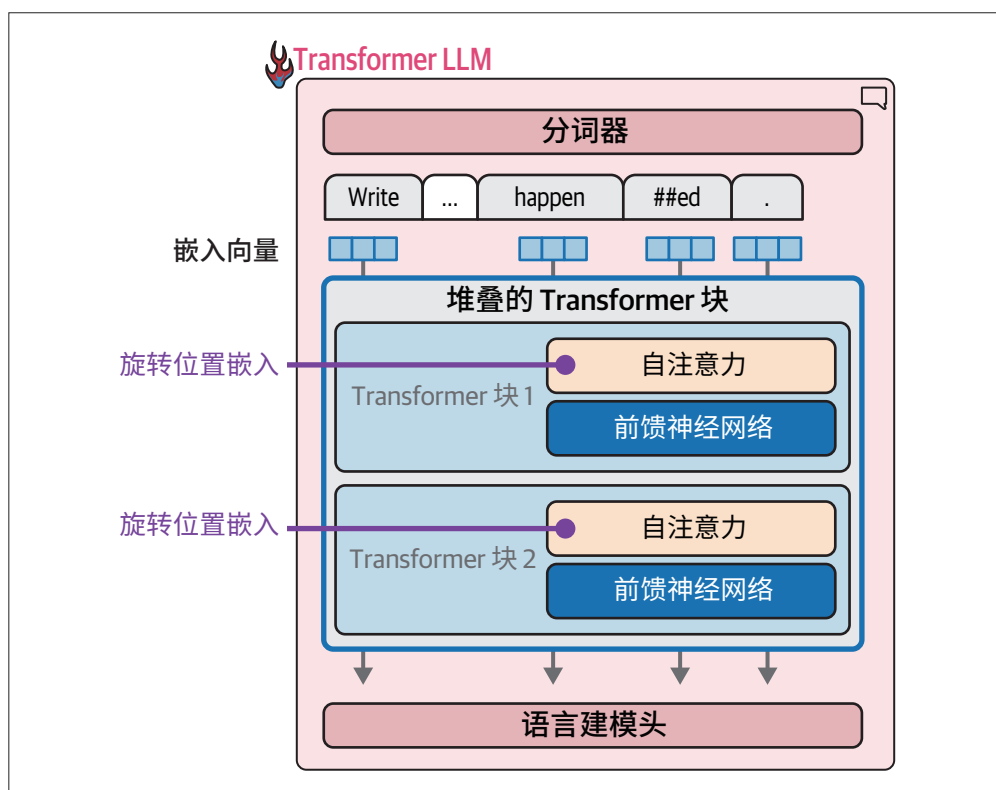 Transformer LLM
分词器
Write ... happen ##ed .
嵌入向量
堆叠的 Transformer 块
旋转位置嵌入
自注意力
Transformer 块 1
前馈神经网络
旋转位置嵌入
自注意力
Transformer 块 2
前馈神经网络
语言建模头